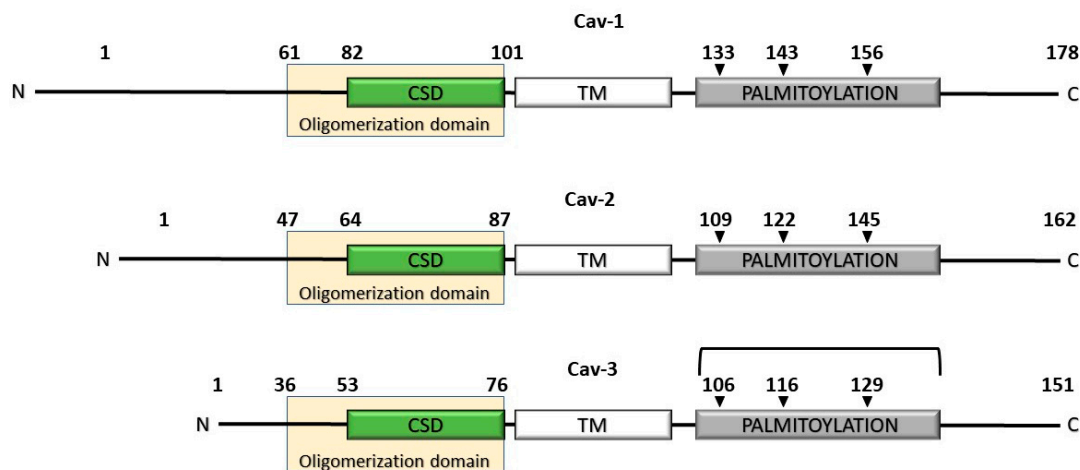 Cav-1
1 61 82 101 133 143 156 178
N CSD TM PALMITOYLATION C
Oligomerization domain
Cav-2
1 47 64 87 109 122 145 162
N CSD TM PALMITOYLATION C
Oligomerization domain
Cav-3
1 36 53 76 106 116 129 151
N CSD TM PALMITOYLATION C
Oligomerization domain